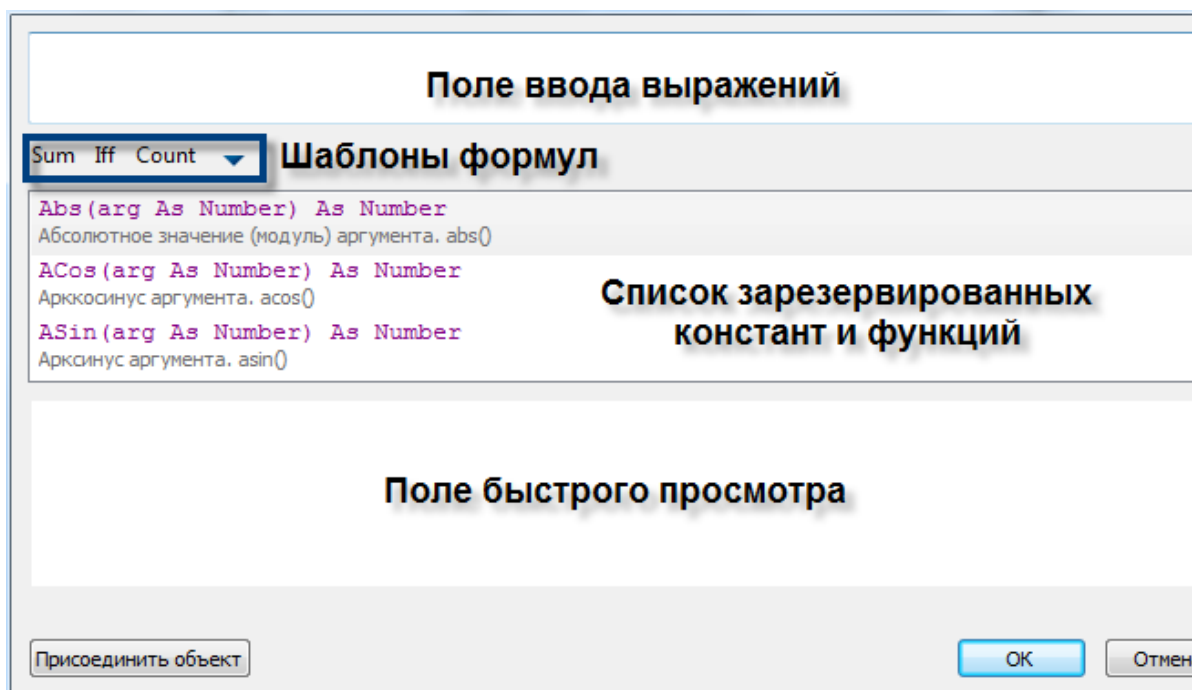 Поле ввода выражений
Sum Iff Count Шаблоны формул
Abs(arg As Number) As Number
Абсолютное значение (модуль) аргумента. abs()
ACos(arg As Number) As Number
Арккосинус аргумента. acos()
ASin(arg As Number) As Number
Арксинус аргумента. asin()
Список зарезервированных
констант и функций
Поле быстрого просмотра
Присоединить объект
OK
Отмен